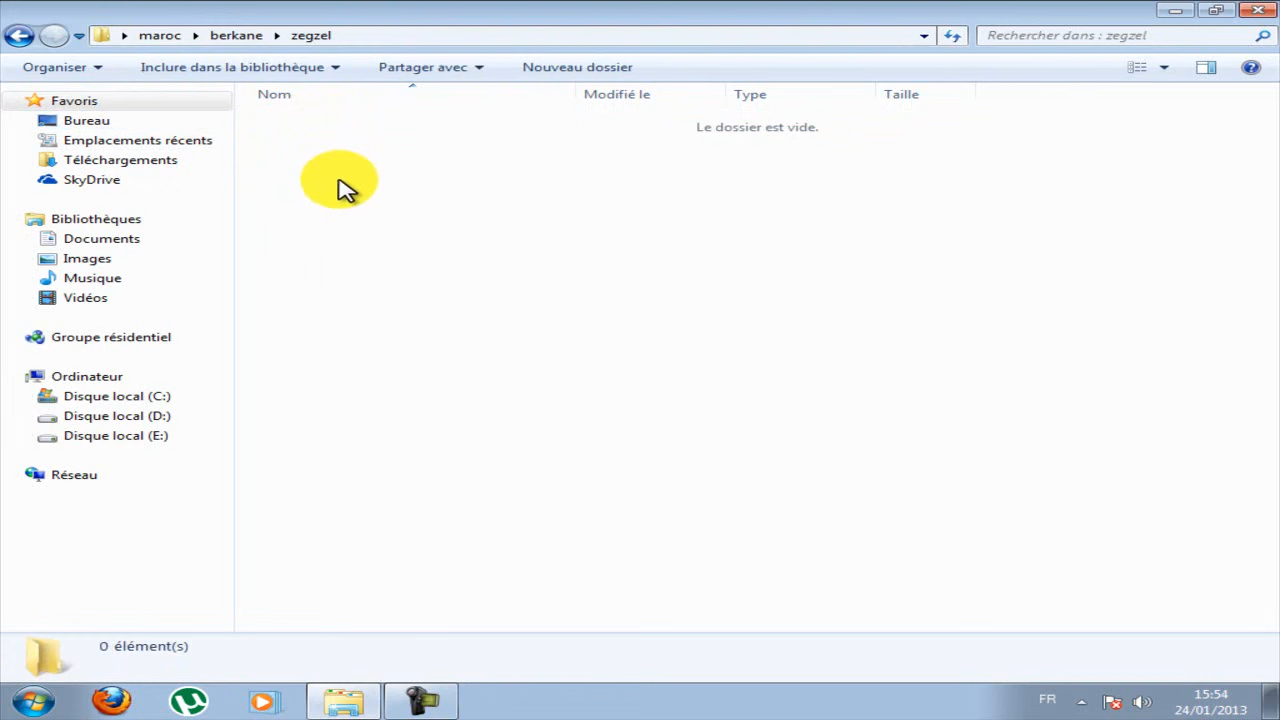 maroc berkane zegzel
Rechercher dans : zegzel
Organiser Inclure dans la bibliothèque Partager avec Nouveau dossier
Nom Modifié le Type Taille
Le dossier est vide.
Favoris
Bureau
Emplacements récents
Téléchargements
SkyDrive
Bibliothèques
Documents
Images
Musique
Vidéos
Groupe résidentiel
Ordinateur
Disque local (C:)
Disque local (D:)
Disque local (E:)
Réseau
0 élément(s)
FR
15:54
24/01/2013